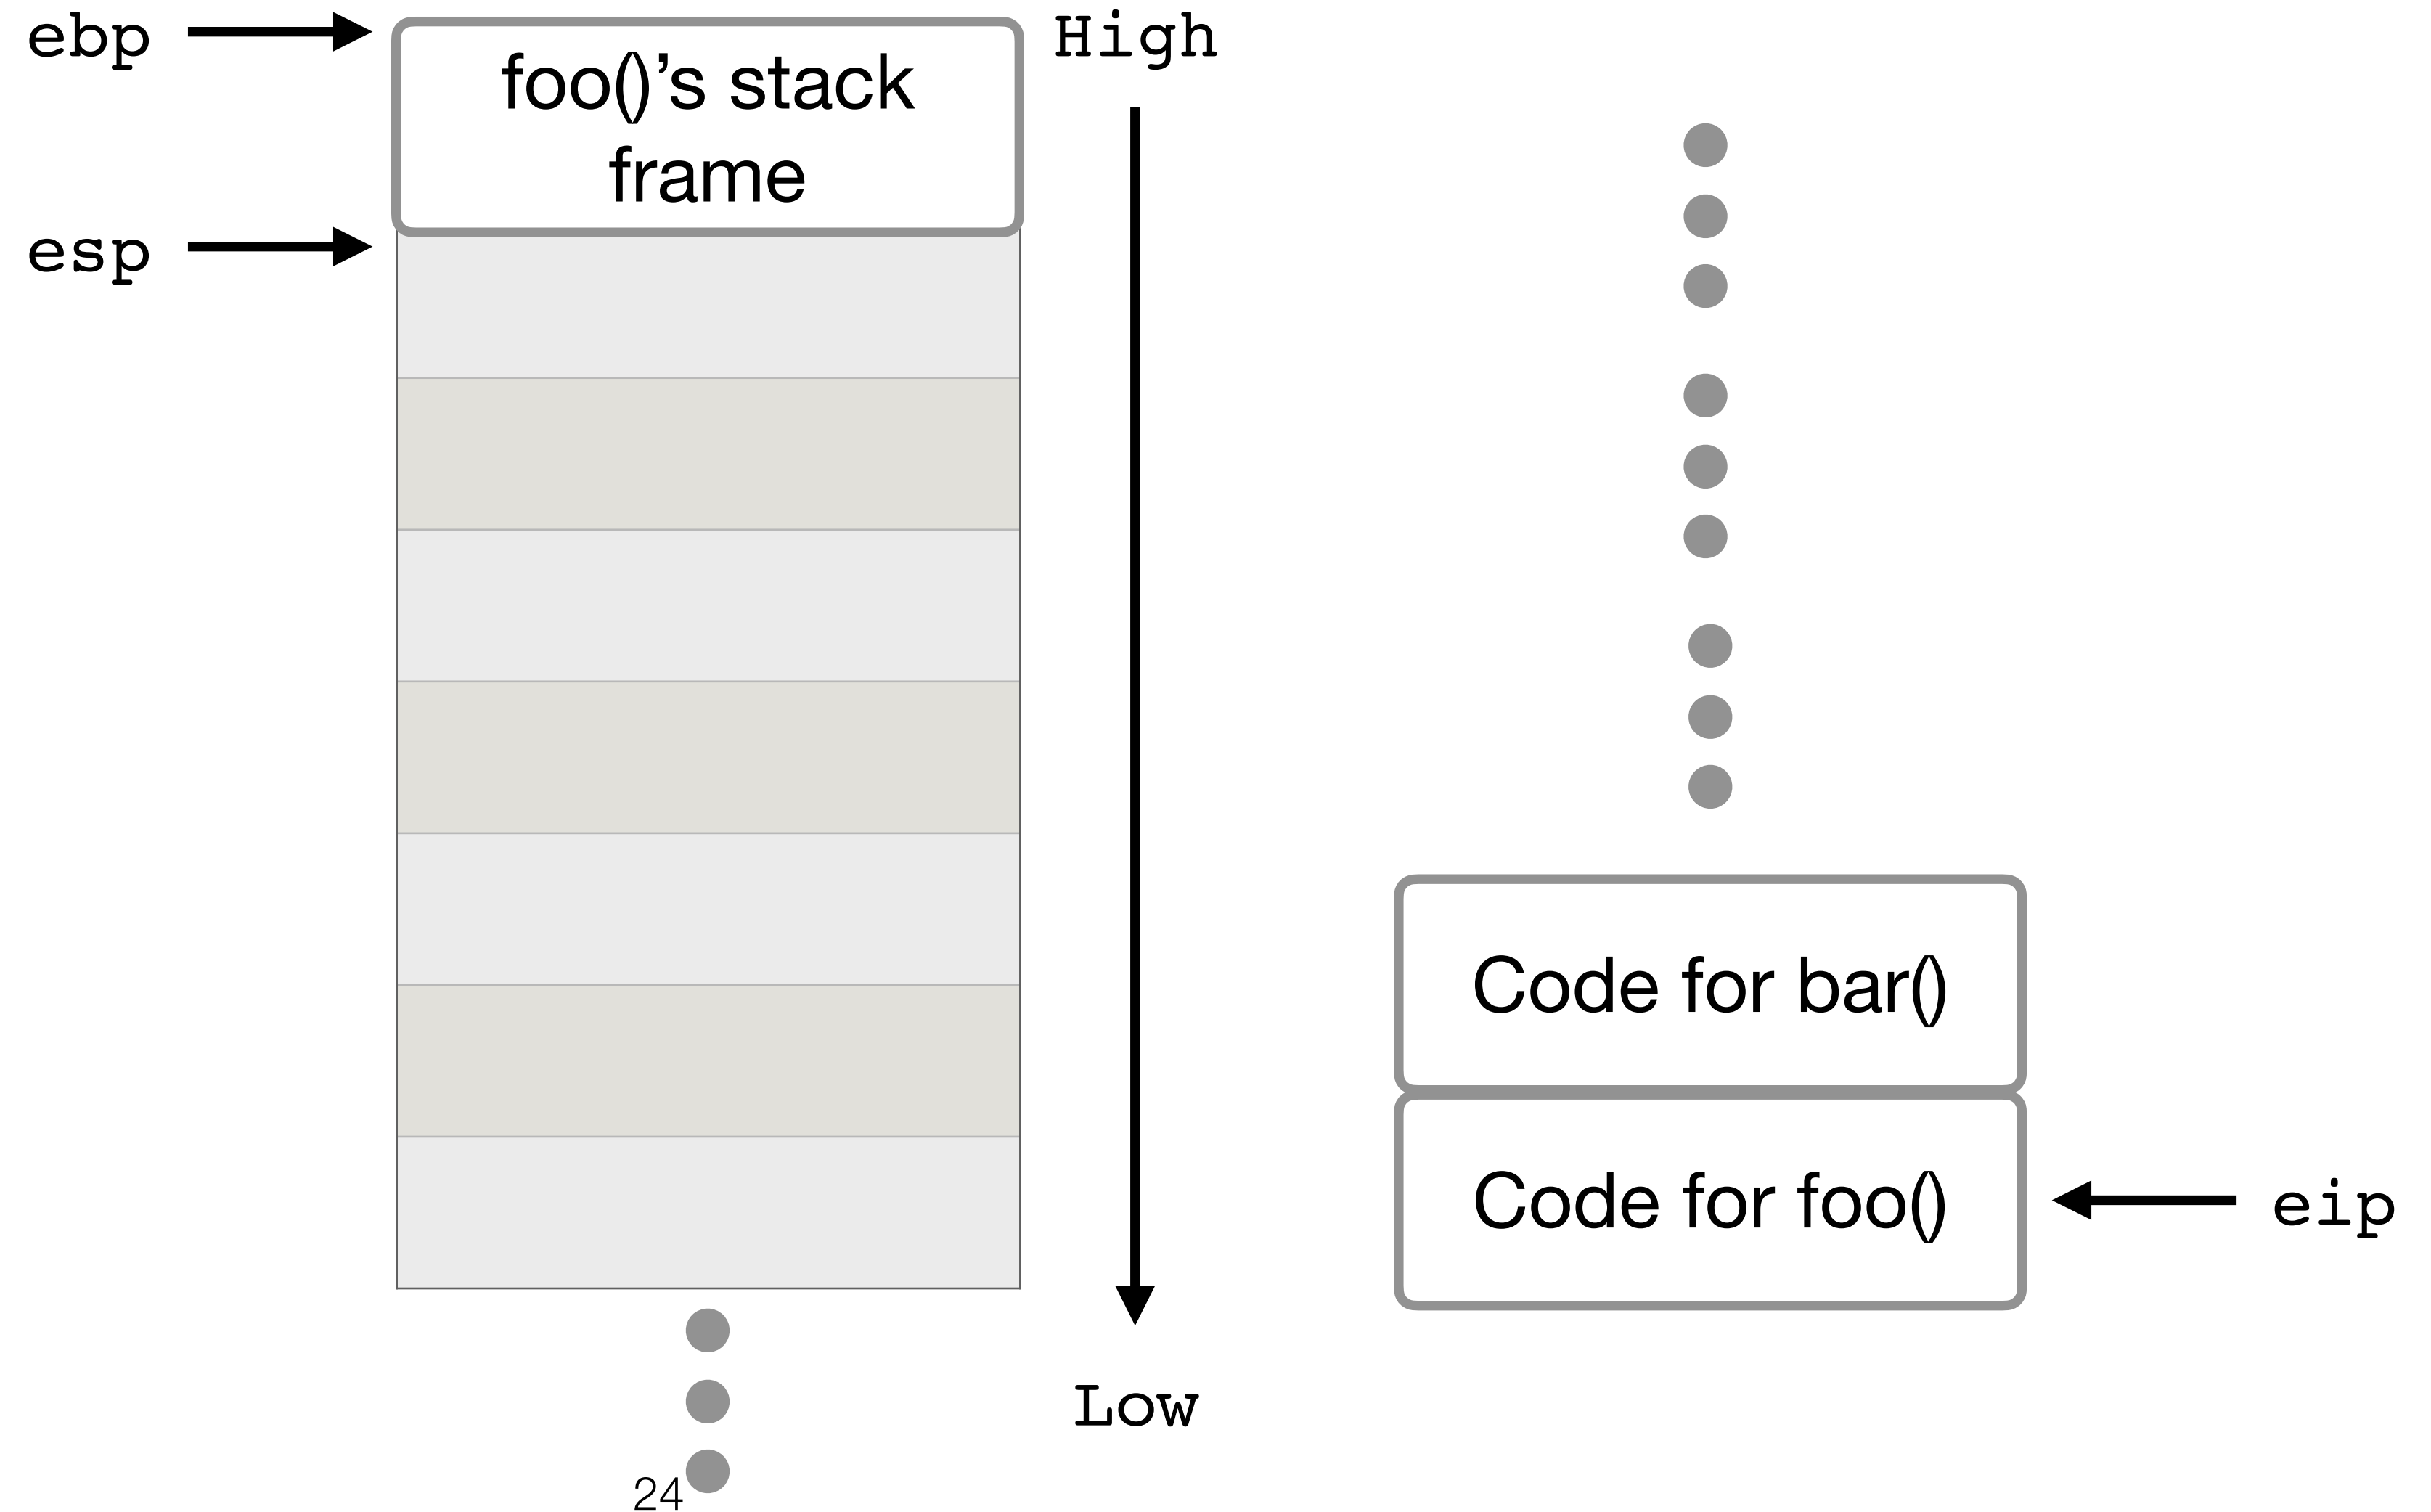 ebp
foo()’s stack
frame
High
esp
Code for bar()
Code for foo()
eip
Low
24